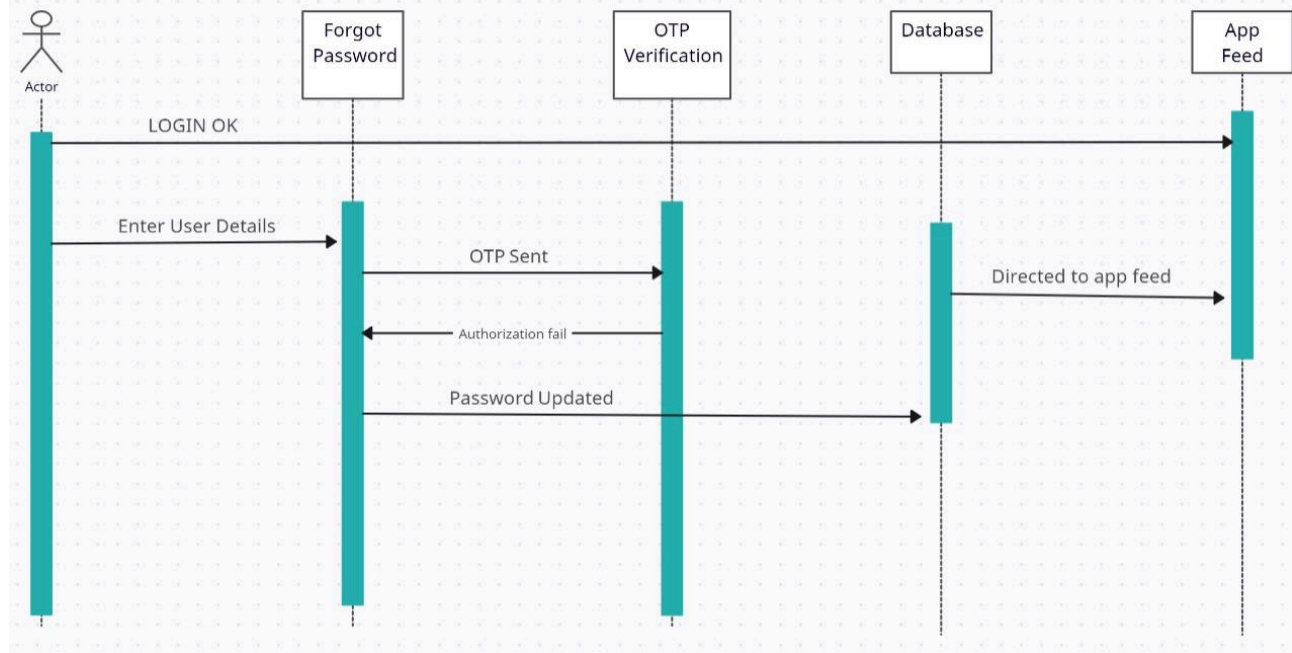 Forgot
Password
OTP
Verification
Database
App
Feed
Actor
LOGIN OK
Enter User Details
OTP Sent
Directed to app feed
Authorization fail
Password Updated